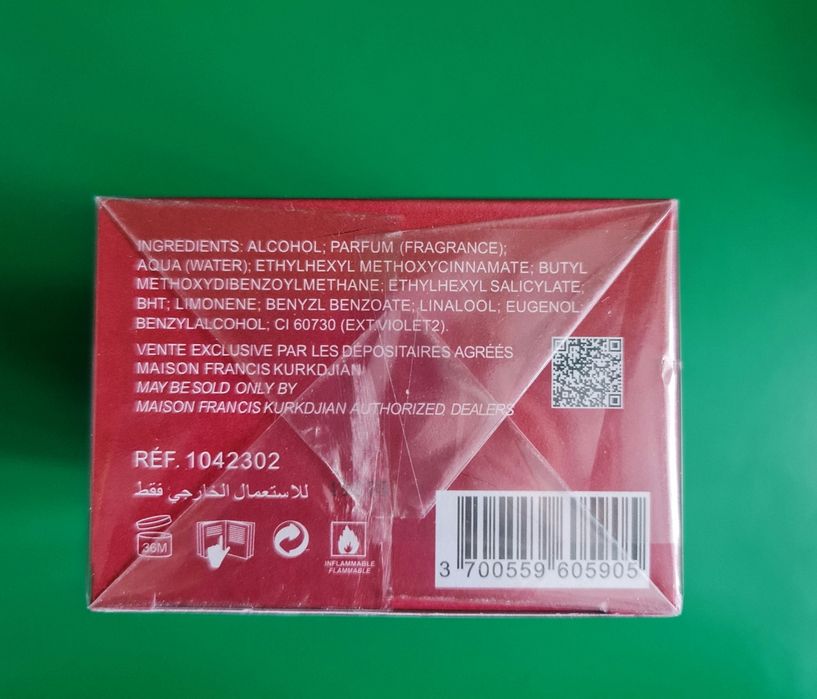 INGREDIENTS: ALCOHOL; PARFUM (FRAGRANCE);
AQUA (WATER); ETHYLHEXYL METHOXYCINNAMATE; BUTYL
METHOXYDIBENZOYLMETHANE; ETHYLHEXYL SALICYLATE;
BHT; LIMONENE; BENYZL BENZOATE; LINALOOL; EUGENOL;
BENZYLALCOHOL; CI 60730 (EXT.VIOLET2).
VENTE EXCLUSIVE PAR LES DÉPOSITAIRES AGRÉÉS
MAISON FRANCIS KURKDJIAN
MAY BE SOLD ONLY BY
MAISON FRANCIS KURKDJIAN AUTHORIZED DEALERS
RÉF. 1042302
للاستعمال الخارجي فقط
36M
INFLAMMABLE
FLAMMABLE
3 700559 605905